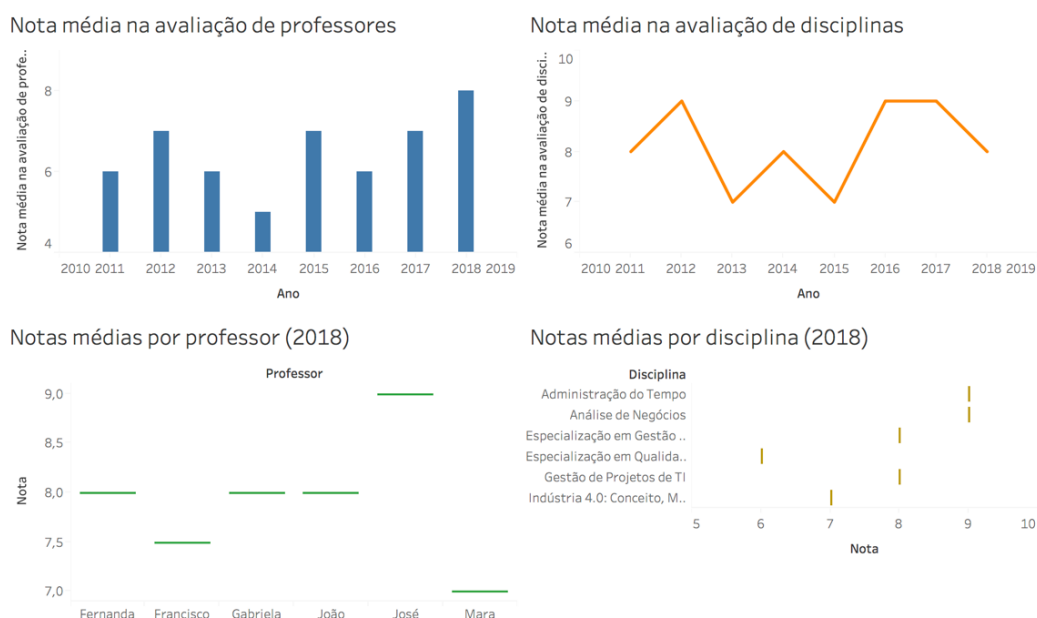 Nota média na avaliação de professores
Nota média na avaliação de profe..
8
6
4
2010 2011 2012 2013 2014 2015 2016 2017 2018 2019
Ano
Nota média na avaliação de disciplinas
Nota média na avaliação de disci..
10
9
8
7
6
2010 2011 2012 2013 2014 2015 2016 2017 2018 2019
Ano
Notas médias por professor (2018)
Professor
Nota
9,0
8,5
8,0
7,5
7,0
Fernanda Francisco Gabriela João José Mara
Notas médias por disciplina (2018)
Disciplina
Administração do Tempo
Análise de Negócios
Especialização em Gestão ..
Especialização em Qualida..
Gestão de Projetos de TI
Indústria 4.0: Conceito, M..
5 6 7 8 9 10
Nota